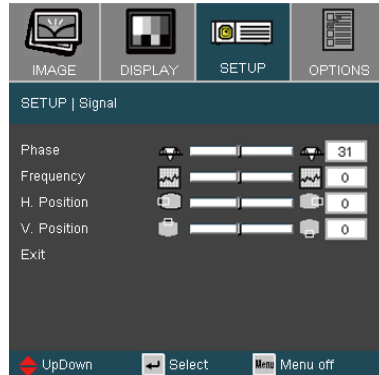 IMAGE DISPLAY SETUP OPTIONS
SETUP | Signal
Phase 31
Frequency 0
H. Position 0
V. Position 0
Exit
UpDown Select Menu Menu off